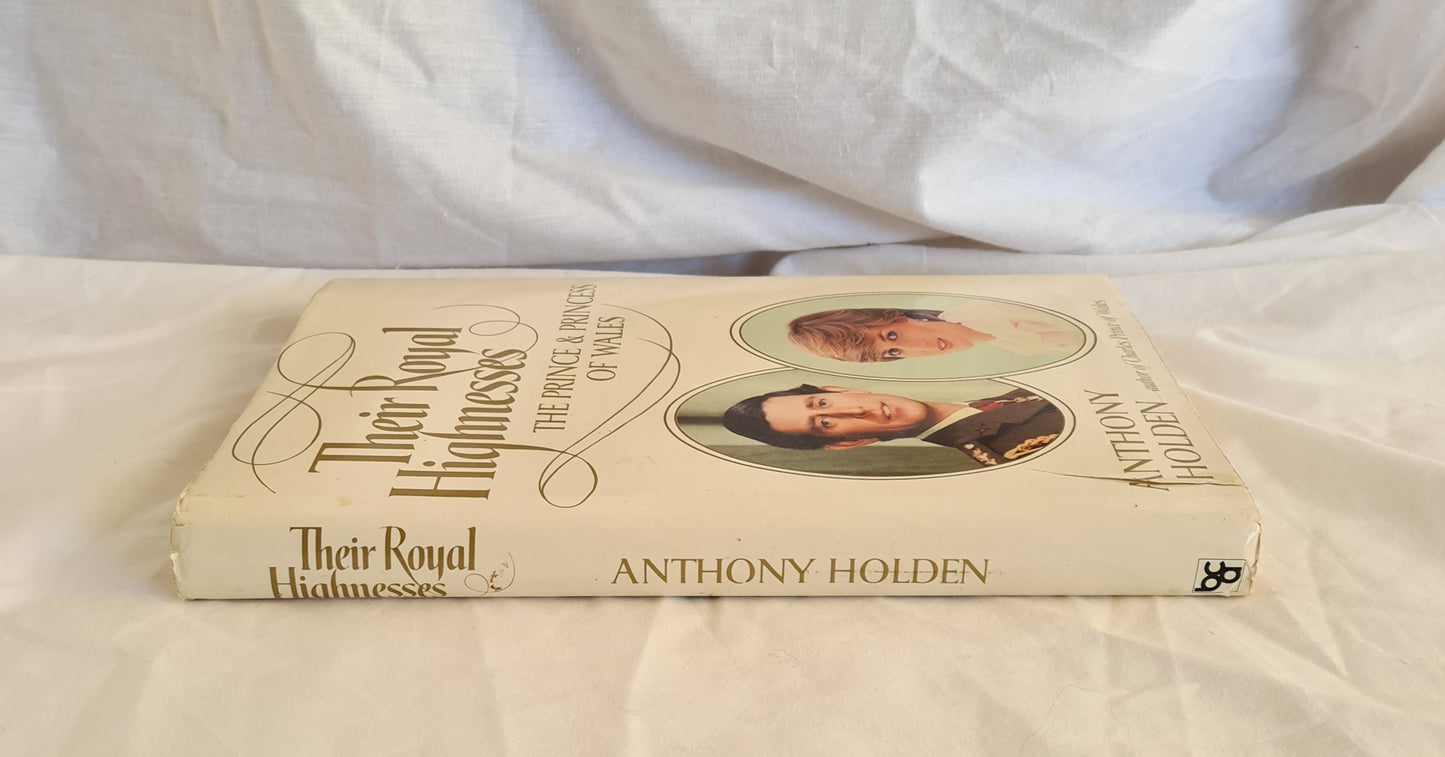 Their Royal
Highnesses
THE PRINCE & PRINCESS
OF WALES
ANTHONY
HOLDEN
author of Charles Prince of Wales
Their Royal
Highnesses
ANTHONY HOLDEN